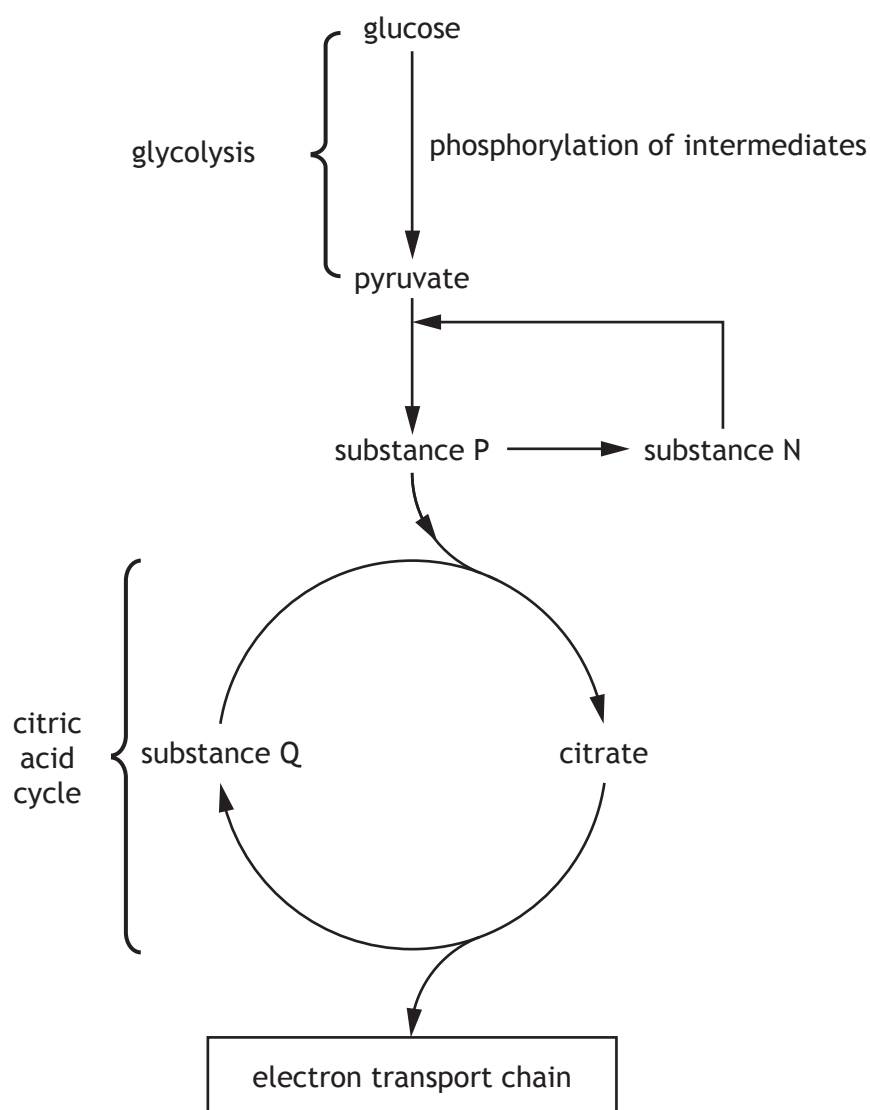 glucose
glycolysis
phosphorylation of intermediates
pyruvate
substance P
substance N
citric
acid
cycle
substance Q
citrate
electron transport chain